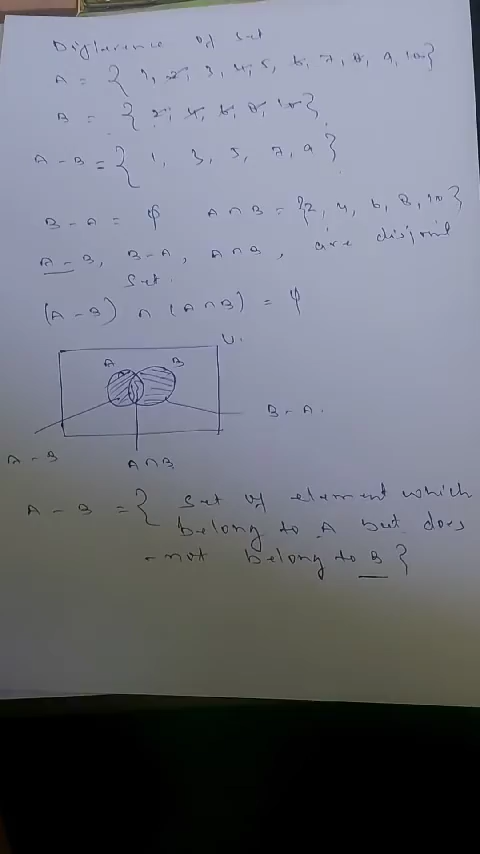 Difference of set
A = { 1, 2, 3, 4, 5, 6, 7, 8, 9, 10}
B = { 2, 4, 6, 8, 10}
A - B = { 1, 3, 5, 7, 9 }
B - A = φ A ∩ B = {2, 4, 6, 8, 10},
A - B, B - A, A ∩ B, are disjoint
set.
(A - B) ∩ (A ∩ B) = φ
U.
A B
B - A.
A - B
A ∩ B
A - B = { set of element which
belong to A but does
not belong to B }